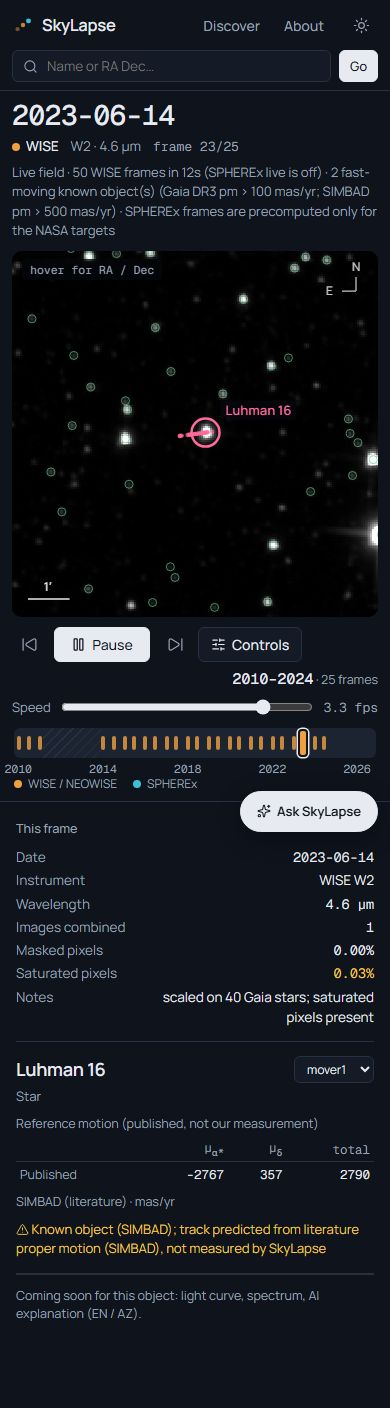 SkyLapse Discover About
Name or RA Dec... Go
2023-06-14
WISE W2 · 4.6 µm frame 23/25
Live field · 50 WISE frames in 12s (SPHEREx live is off) · 2 fast-
moving known object(s) (Gaia DR3 pm > 100 mas/yr; SIMBAD
pm > 500 mas/yr) · SPHEREx frames are precomputed only for
the NASA targets
hover for RA / Dec
N
E
Luhman 16
1′
Pause Controls
2010–2024 · 25 frames
Speed 3.3 fps
2010 2014 2018 2022 2026
WISE / NEOWISE SPHEREx
Ask SkyLapse
This frame
Date 2023-06-14
Instrument WISE W2
Wavelength 4.6 µm
Images combined 1
Masked pixels 0.00%
Saturated pixels 0.03%
Notes scaled on 40 Gaia stars; saturated
pixels present
Luhman 16 mover1
Star
Reference motion (published, not our measurement)
µα* µδ total
Published -2767 357 2790
SIMBAD (literature) · mas/yr
⚠ Known object (SIMBAD); track predicted from literature
proper motion (SIMBAD), not measured by SkyLapse
Coming soon for this object: light curve, spectrum, AI
explanation (EN / AZ).